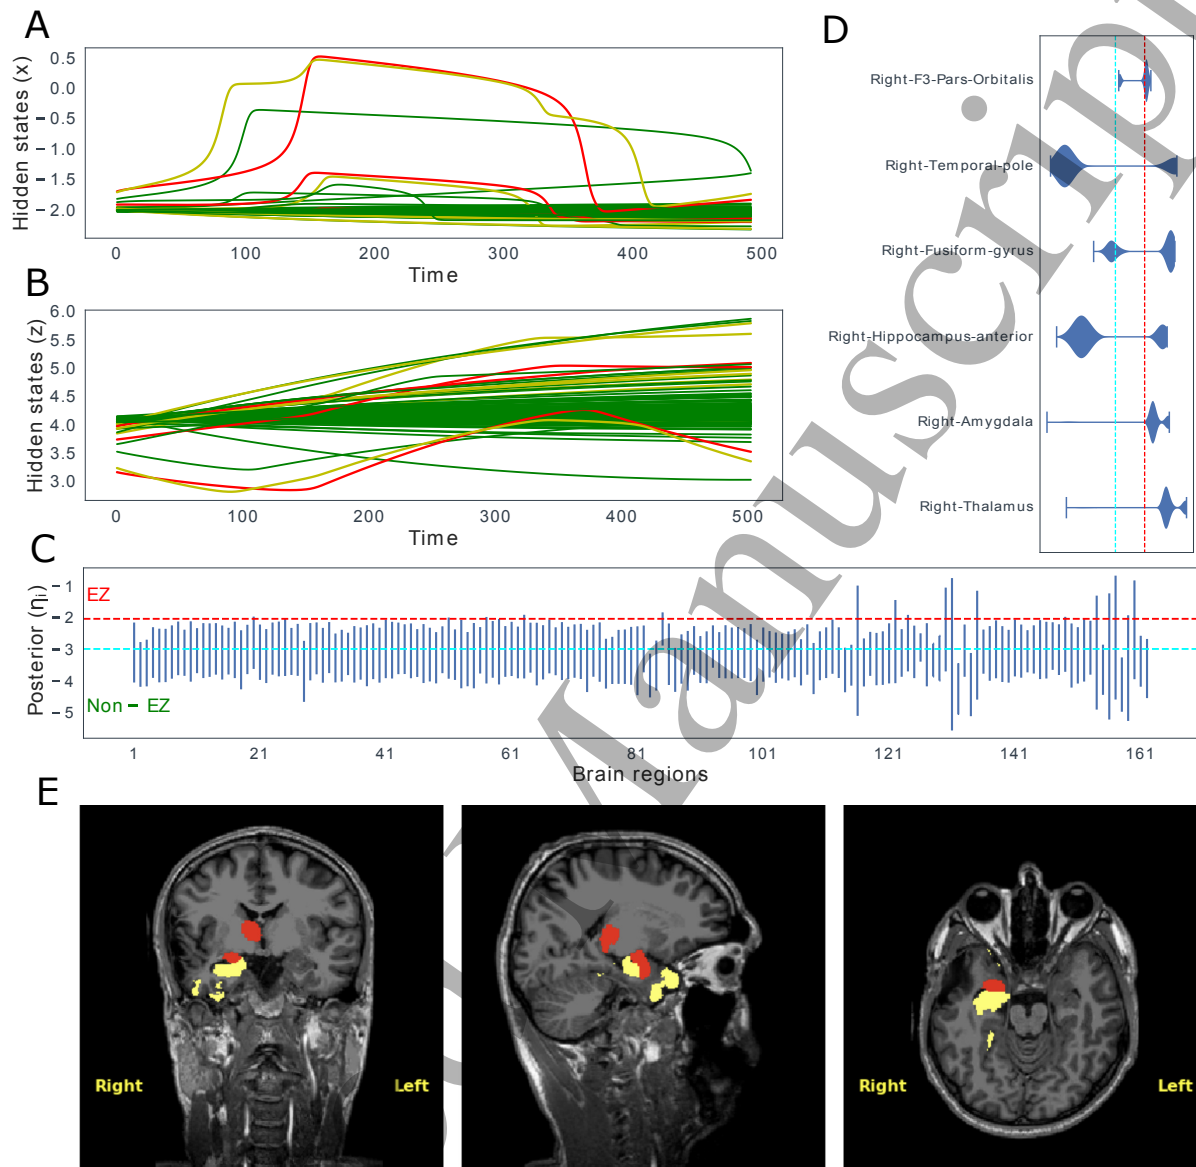 A
Hidden states (x)
0.5
0.0
− 0.5
− 1.0
− 1.5
− 2.0
0
100
200
300
400
500
Time
B
Hidden states (z)
6.0
5.5
5.0
4.5
4.0
3.5
3.0
0
100
200
300
400
500
Time
D
Right-F3-Pars-Orbitalis
Right-Temporal-pole
Right-Fusiform-gyrus
Right-Hippocampus-anterior
Right-Amygdala
Right-Thalamus
C
Posterior (ηi)
− 1
− 2
− 3
− 4
− 5
EZ
Non − EZ
1
21
41
61
81
101
121
141
161
Brain regions
E
Right
Left
Right
Left
Manuscrip